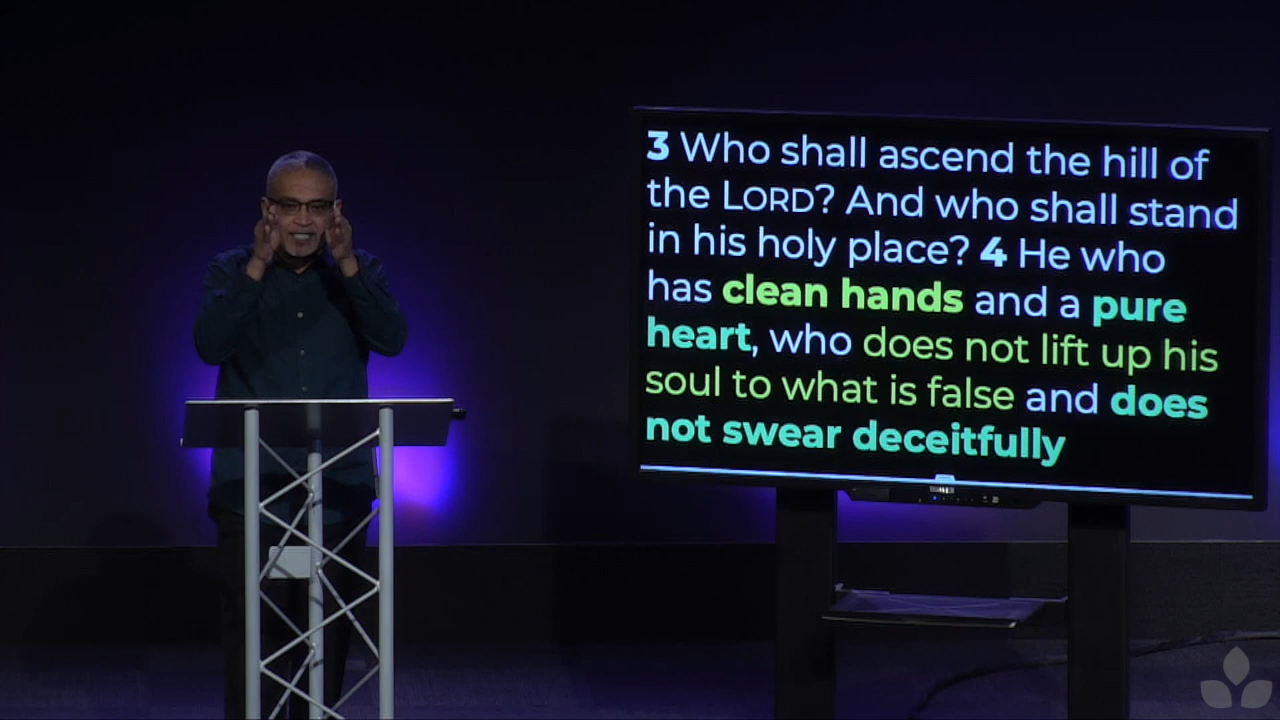 3 Who shall ascend the hill of
the LORD? And who shall stand
in his holy place? 4 He who
has clean hands and a pure
heart, who does not lift up his
soul to what is false and does
not swear deceitfully